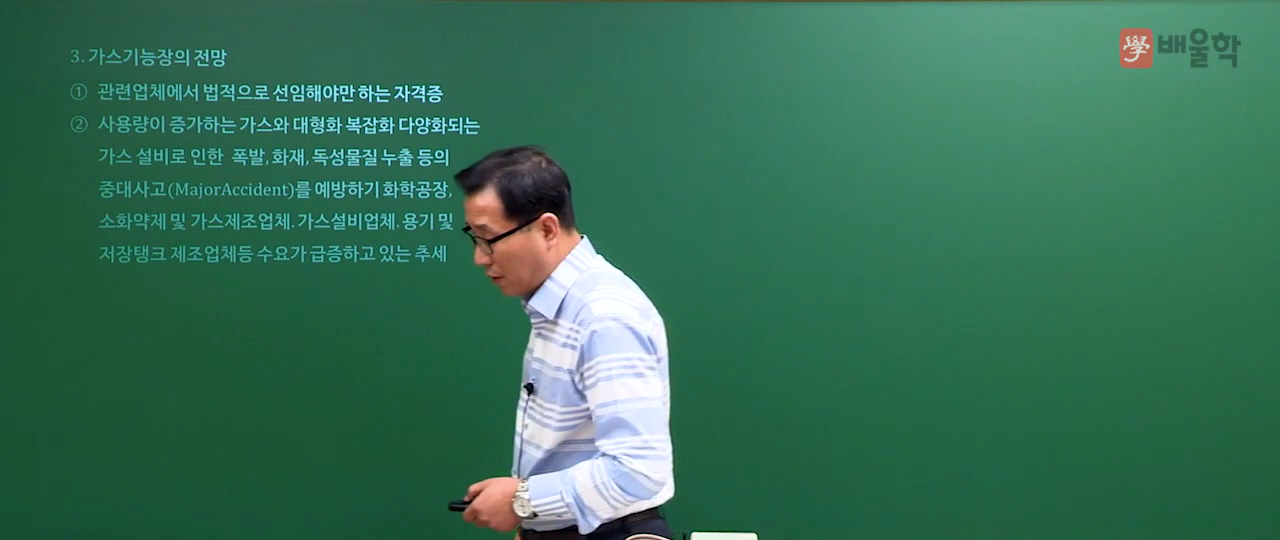 3. 가스기능장의 전망
① 관련업체에서 법적으로 선임해야만 하는 자격증
② 사용량이 증가하는 가스와 대형화 복잡화 다양화되는
가스 설비로 인한 폭발, 화재, 독성물질 누출 등의
중대사고(MajorAccident)를 예방하기 화학공장,
소화약제 및 가스제조업체·가스설비업체·용기 및
저장탱크 제조업체등 수요가 급증하고 있는 추세
學 배울학